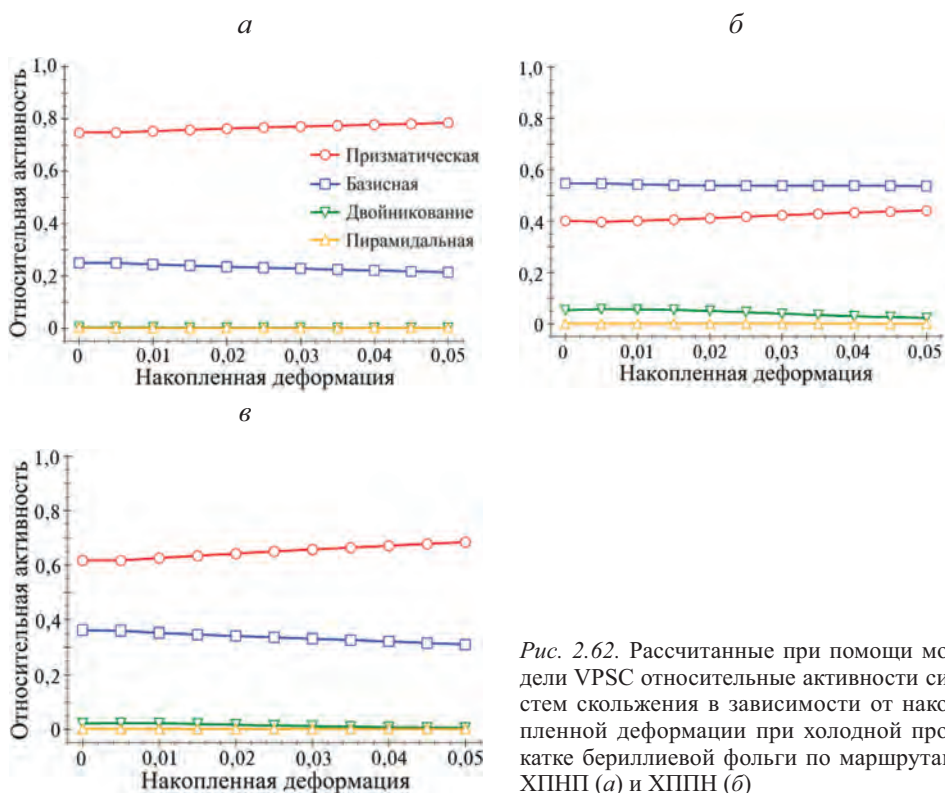 а
Относительная активность
1,0
0,8
0,6
0,4
0,2
0
Призматическая
Базисная
Двойникование
Пирамидальная
0 0,01 0,02 0,03 0,04 0,05
Накопленная деформация
б
1,0
0,8
0,6
0,4
0,2
0
0 0,01 0,02 0,03 0,04 0,05
Накопленная деформация
в
Относительная активность
1,0
0,8
0,6
0,4
0,2
0
0 0,01 0,02 0,03 0,04 0,05
Накопленная деформация
Рис. 2.62. Рассчитанные при помощи мо-
дели VPSC относительные активности си-
стем скольжения в зависимости от нако-
пленной деформации при холодной про-
катке бериллиевой фольги по маршрутам
ХПНП (а) и ХППН (б)